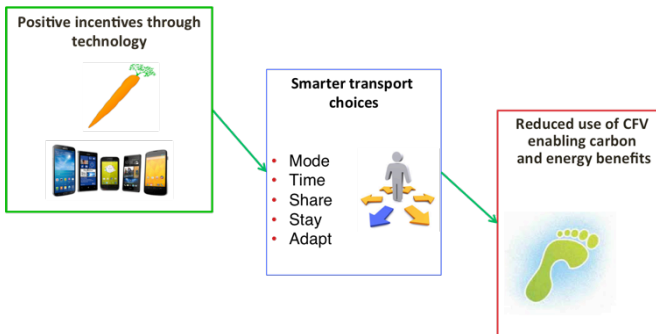 Positive incentives through
technology
Smarter transport
choices
• Mode
• Time
• Share
• Stay
• Adapt
Reduced use of CFV
enabling carbon
and energy benefits